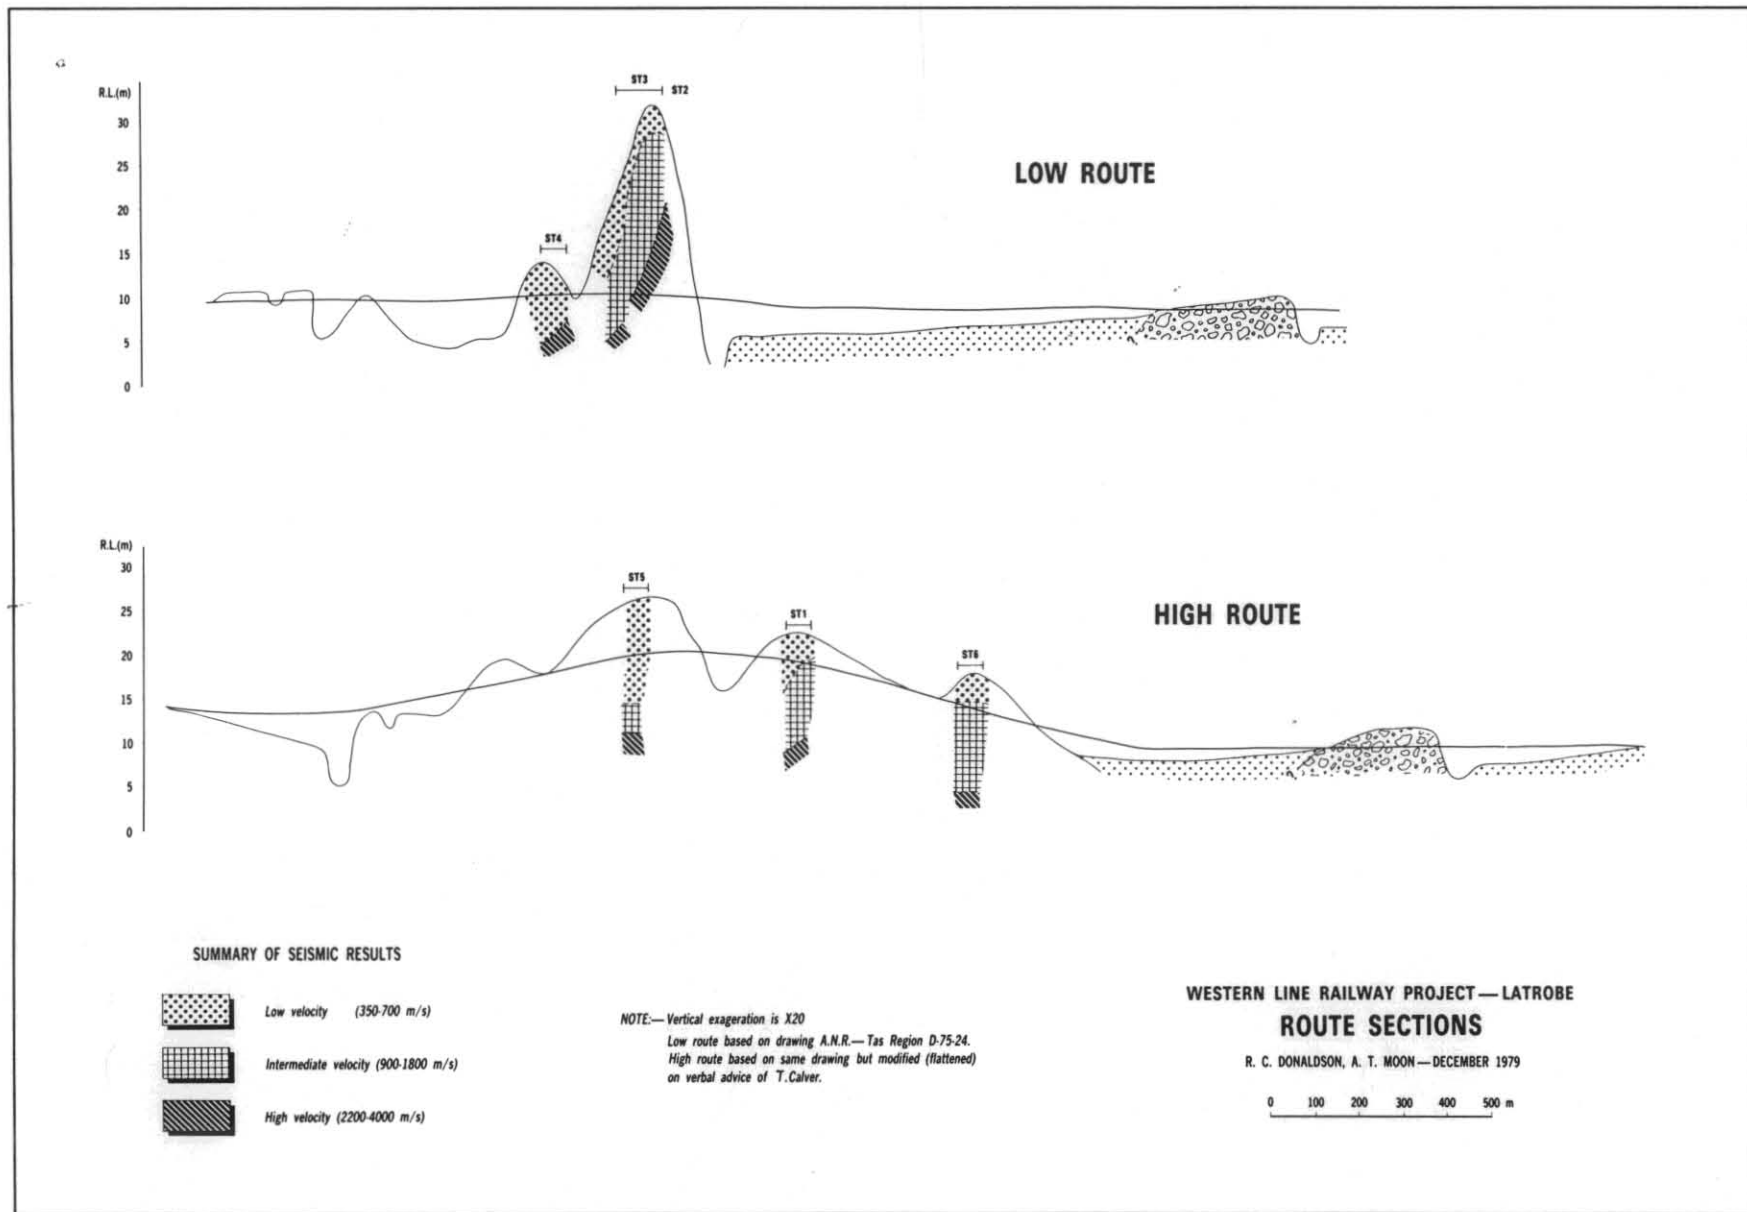 ST3
R.L.(m)
ST2
30
25
20
15
10
5
0
ST4
LOW ROUTE
R.L.(m)
30
25
20
15
10
5
0
ST5
ST1
ST6
HIGH ROUTE
SUMMARY OF SEISMIC RESULTS
Low velocity (350-700 m/s)
Intermediate velocity (900-1800 m/s)
High velocity (2200-4000 m/s)
NOTE:— Vertical exageration is X20
Low route based on drawing A.N.R.— Tas Region D-75-24.
High route based on same drawing but modified (flattened)
on verbal advice of T.Calver.
WESTERN LINE RAILWAY PROJECT — LATROBE
ROUTE SECTIONS
R. C. DONALDSON, A. T. MOON — DECEMBER 1979
0 100 200 300 400 500 m